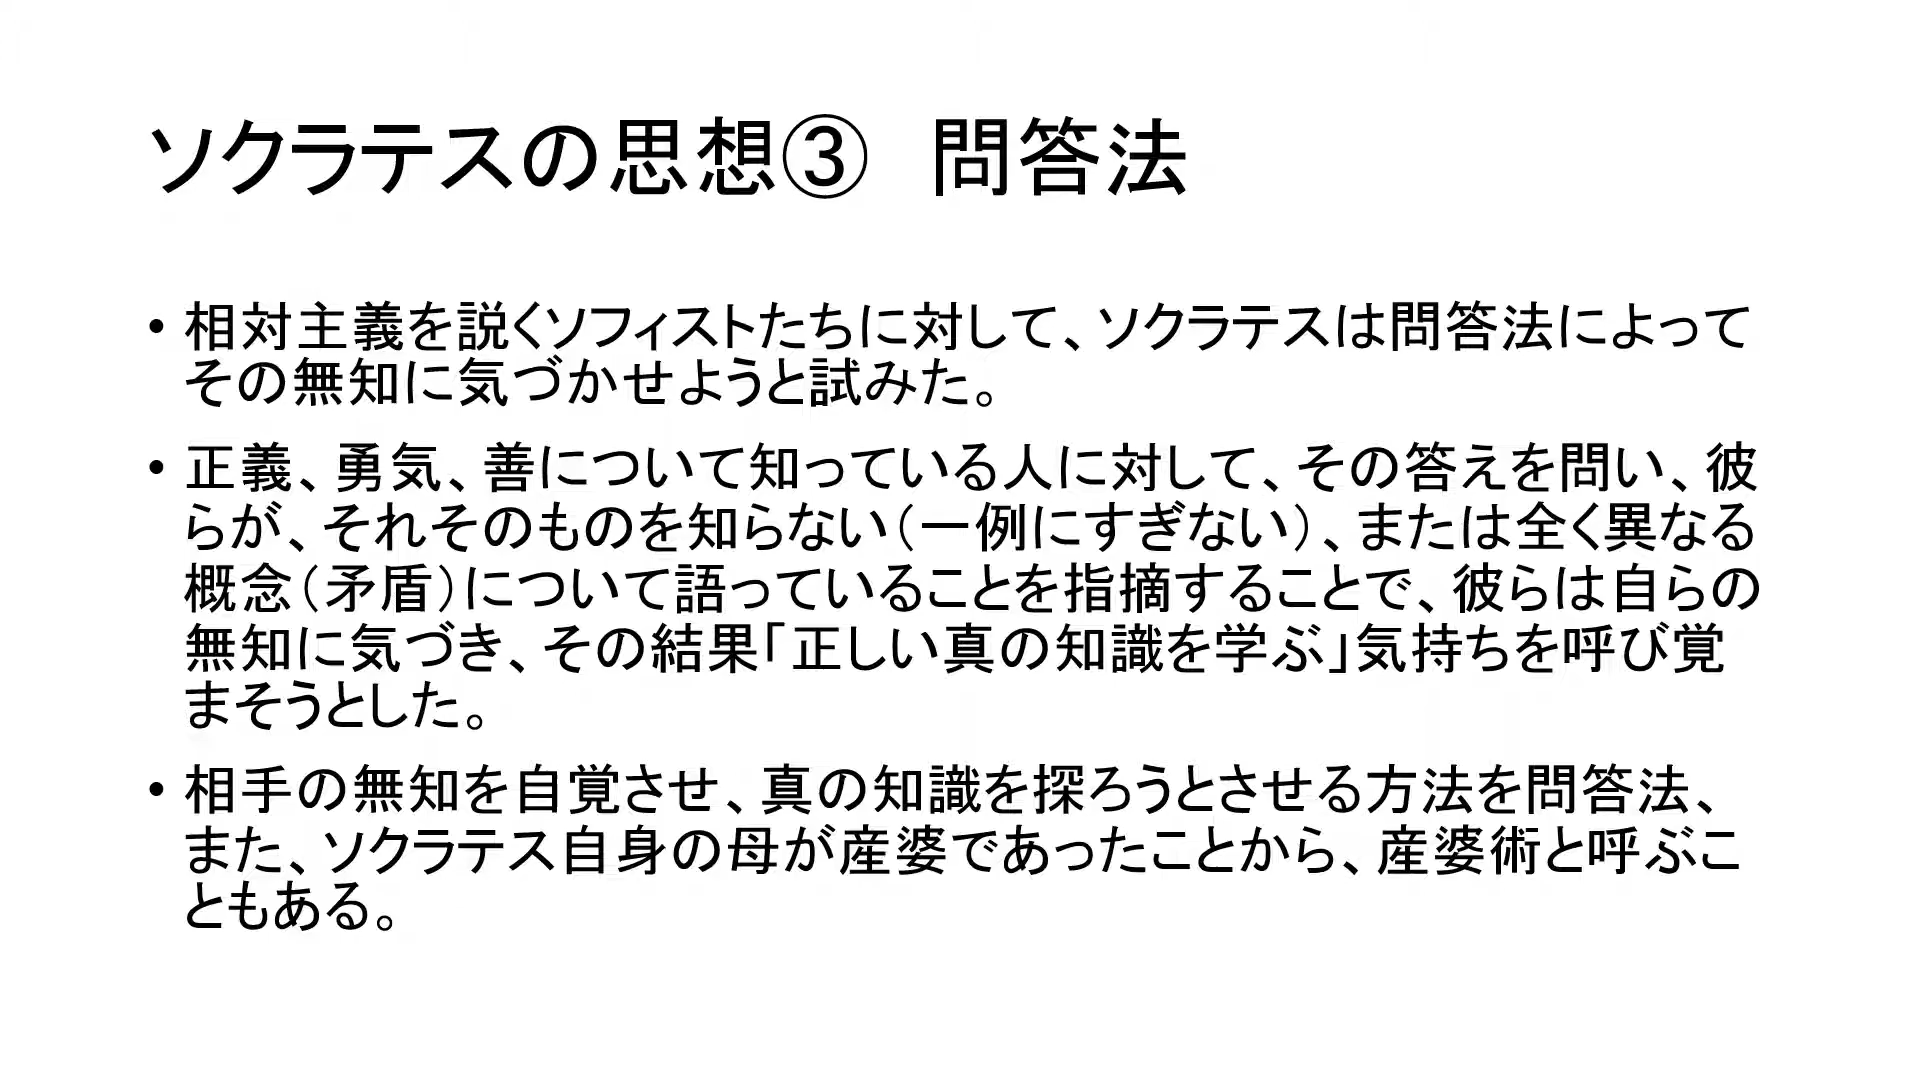 ソクラテスの思想③　問答法
• 相対主義を説くソフィストたちに対して、ソクラテスは問答法によって
その無知に気づかせようと試みた。
• 正義、勇気、善について知っている人に対して、その答えを問い、彼
らが、それそのものを知らない（一例にすぎない）、または全く異なる
概念（矛盾）について語っていることを指摘することで、彼らは自らの
無知に気づき、その結果「正しい真の知識を学ぶ」気持ちを呼び覚
まそうとした。
• 相手の無知を自覚させ、真の知識を探ろうとさせる方法を問答法、
また、ソクラテス自身の母が産婆であったことから、産婆術と呼ぶこ
ともある。